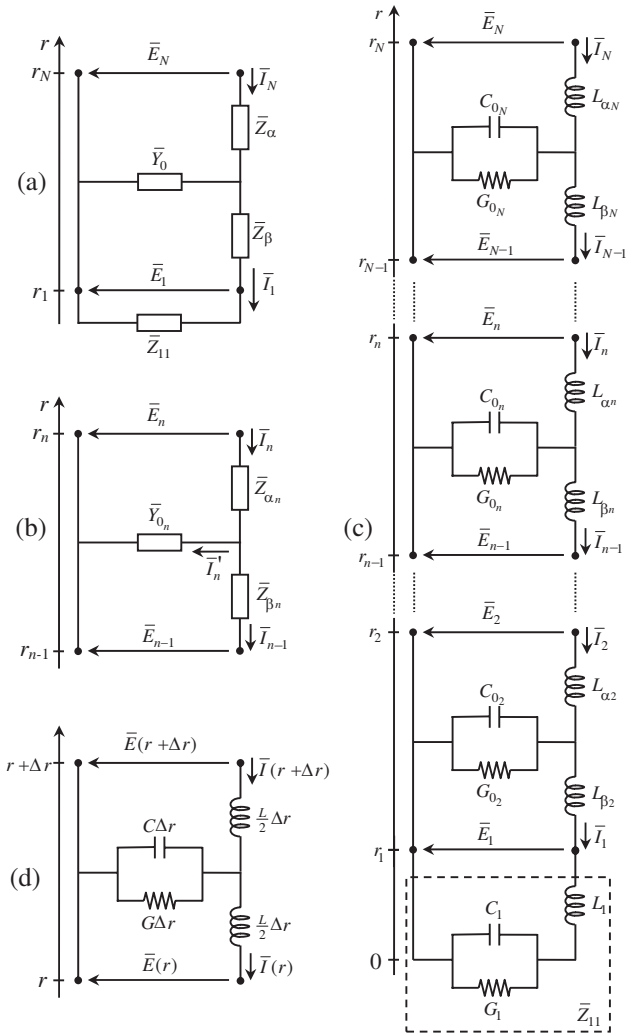 (a)
r
r_N
Ē_N
Ī_N
Z̄_α
Ȳ_0
Z̄_β
r_1
Ē_1
Ī_1
Z̄_11
(b)
r
r_n
Ē_n
Ī_n
Z̄_αn
Ȳ_0n
Ī'_n
Z̄_βn
r_n-1
Ē_n−1
Ī_n−1
(d)
r+Δr
Ē(r+Δr)
Ī(r+Δr)
L/2 Δr
CΔr
GΔr
L/2 Δr
r
Ē(r)
Ī(r)
(c)
r
r_N
Ē_N
Ī_N
L_αN
C_0N
G_0N
L_βN
r_N−1
Ē_N−1
Ī_N−1
r_n
Ē_n
Ī_n
L_αn
C_0n
G_0n
L_βn
r_n−1
Ē_n−1
Ī_n−1
r_2
Ē_2
Ī_2
L_α2
C_02
G_02
L_β2
r_1
Ē_1
Ī_1
L_1
C_1
0
G_1
Z̄_11